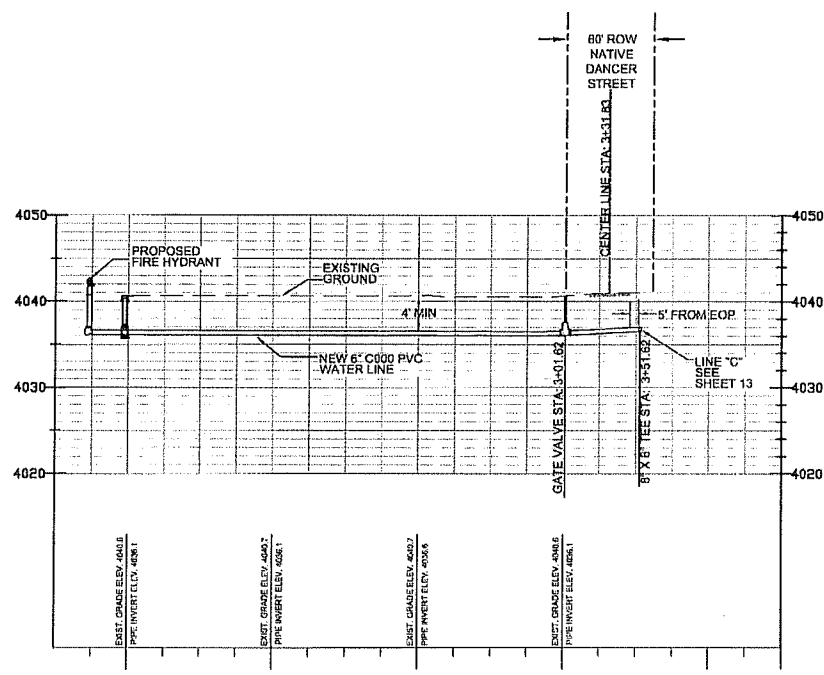 60' ROW
NATIVE
DANCER
STREET
CENTER LINE STA: 3+31.83
4050
4050
PROPOSED
FIRE HYDRANT
EXISTING
GROUND
4040
4040
4' MIN
5' FROM EOP
NEW 6" C900 PVC
WATER LINE
LINE "C"
SEE
SHEET 13
4030
4030
GATE VALVE STA: 3+01.62
8" X 6" TEE STA: 3+51.62
4020
4020
EXIST. GRADE ELEV. 4040.6
PIPE INVERT ELEV. 4036.1
EXIST. GRADE ELEV. 4040.7
PIPE INVERT ELEV. 4036.1
EXIST. GRADE ELEV. 4040.7
PIPE INVERT ELEV. 4036.6
EXIST. GRADE ELEV. 4040.6
PIPE INVERT ELEV. 4036.1